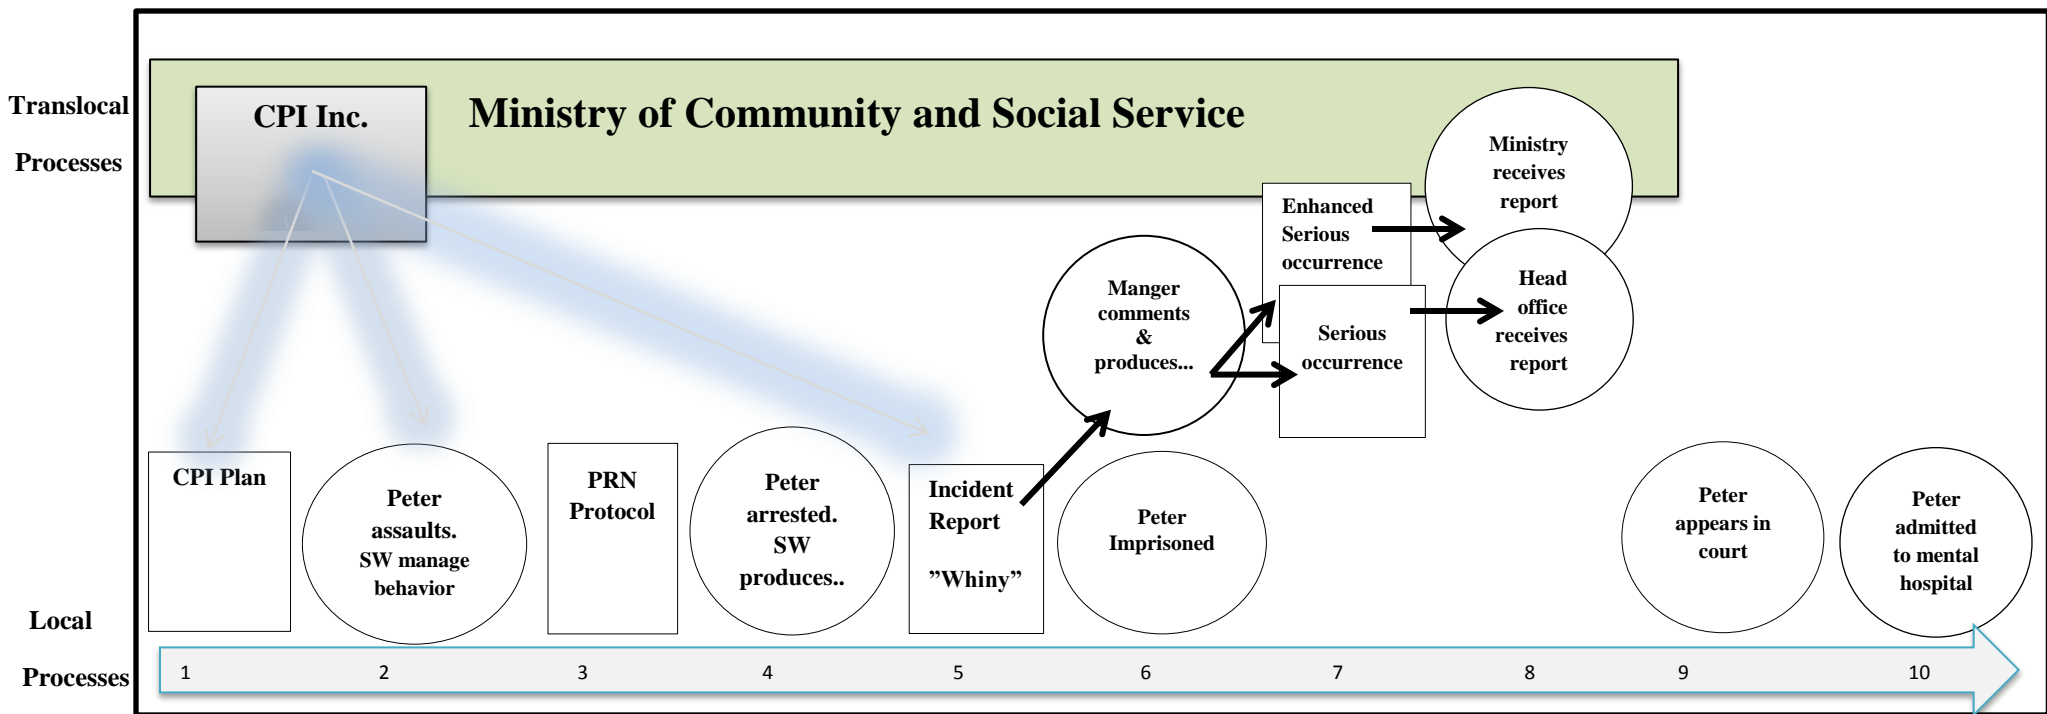 Translocal
Processes
CPI Inc.
Ministry of Community and Social Service
Ministry
receives
report
Enhanced
Serious
occurrence
Head
office
receives
report
Manger
comments
&
produces...
Serious
occurrence
CPI Plan
Peter
assaults.
SW manage
behavior
PRN
Protocol
Peter
arrested.
SW
produces..
Incident
Report
”Whiny”
Peter
Imprisoned
Peter
appears in
court
Peter
admitted
to mental
hospital
Local
Processes
1 2 3 4 5 6 7 8 9 10